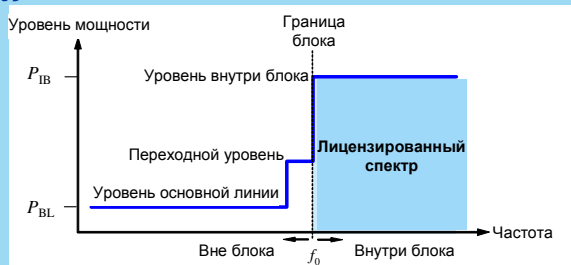 Уровень мощности
Граница
блока
P_IB
Уровень внутри блока
Переходной уровень
Лицензированный
спектр
Уровень основной линии
P_BL
Частота
Вне блока
f_0
Внутри блока